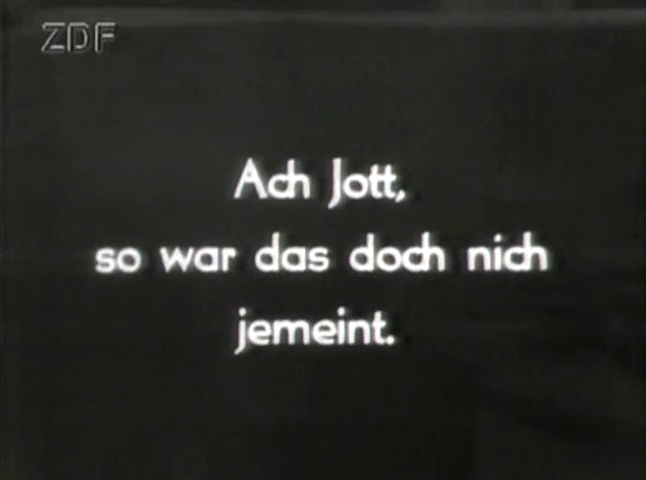 ZDF
Ach Jott,
so war das doch nich
jemeint.